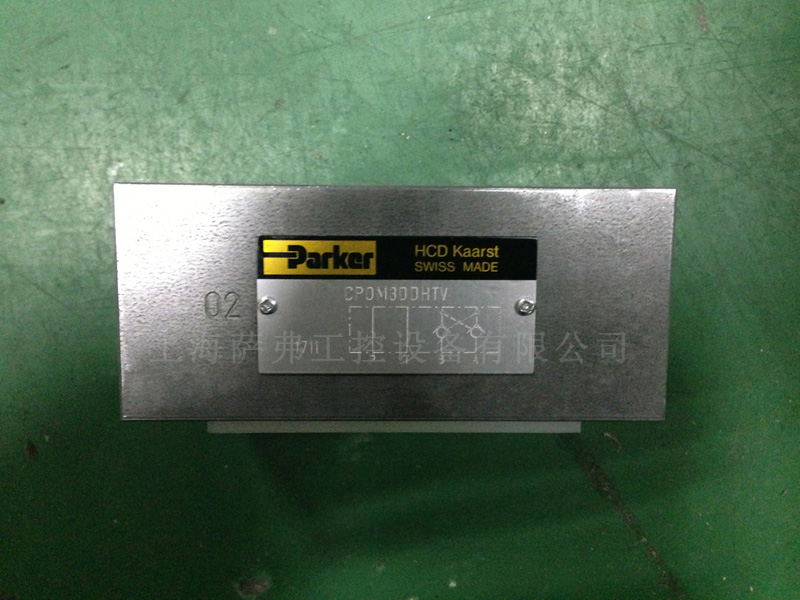 Parker
HCD Kaarst
SWISS MADE
CPOM3DDHTV
02
1711
上海萨弗工控设备有限公司